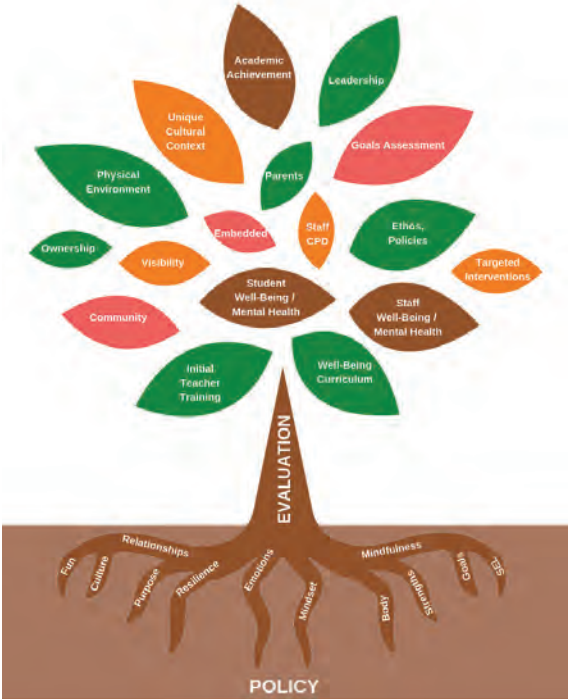 Academic
Achievement
Leadership
Unique
Cultural
Context
Goals Assessment
Parents
Physical
Environment
Embedded
Staff
CPD
Ethos,
Policies
Ownership
Visibility
Targeted
Interventions
Student
Well-Being /
Mental Health
Staff
Well-Being /
Mental Health
Community
Initial
Teacher
Training
Well-Being
Curriculum
EVALUATION
Fun
Culture
Relationships
Purpose
Resilience
Emotions
Mindset
Body
Strengths
Mindfulness
Goals
SEL
POLICY